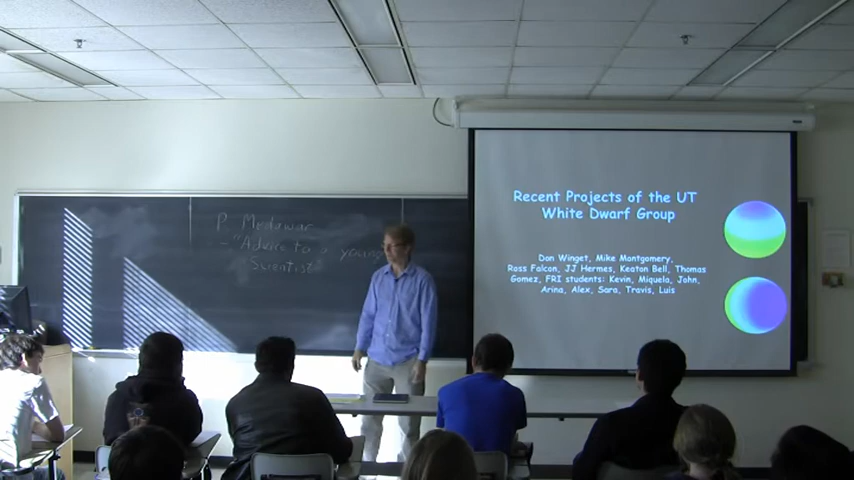 P Medawar
- "Advice to a young
Scientist"
Recent Projects of the UT
White Dwarf Group
Don Winget, Mike Montgomery,
Ross Falcon, JJ Hermes, Keaton Bell, Thomas
Gomez, FRI students: Kevin, Miquela, John,
Arina, Alex, Sara, Travis, Luis